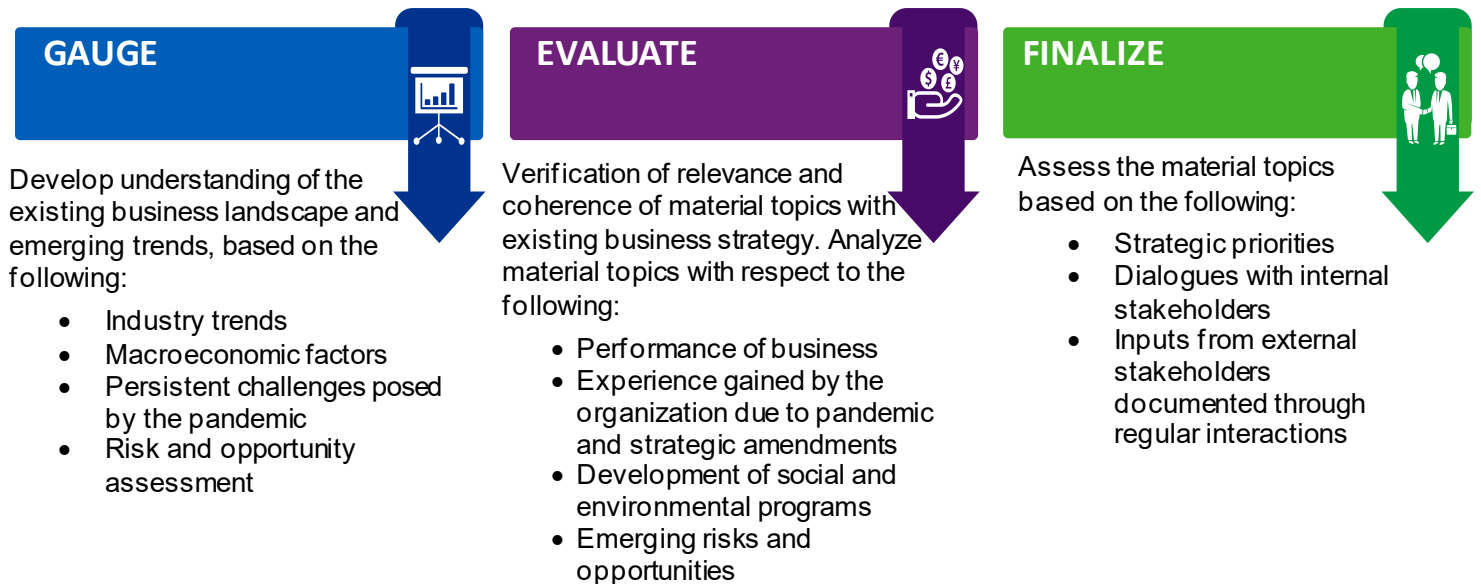 GAUGE
Develop understanding of the
existing business landscape and
emerging trends, based on the
following:
• Industry trends
• Macroeconomic factors
• Persistent challenges posed
by the pandemic
• Risk and opportunity
assessment
EVALUATE
$ € £ ¥
Verification of relevance and
coherence of material topics with
existing business strategy. Analyze
material topics with respect to the
following:
• Performance of business
• Experience gained by the
organization due to pandemic
and strategic amendments
• Development of social and
environmental programs
• Emerging risks and
opportunities
FINALIZE
Assess the material topics
based on the following:
• Strategic priorities
• Dialogues with internal
stakeholders
• Inputs from external
stakeholders
documented through
regular interactions